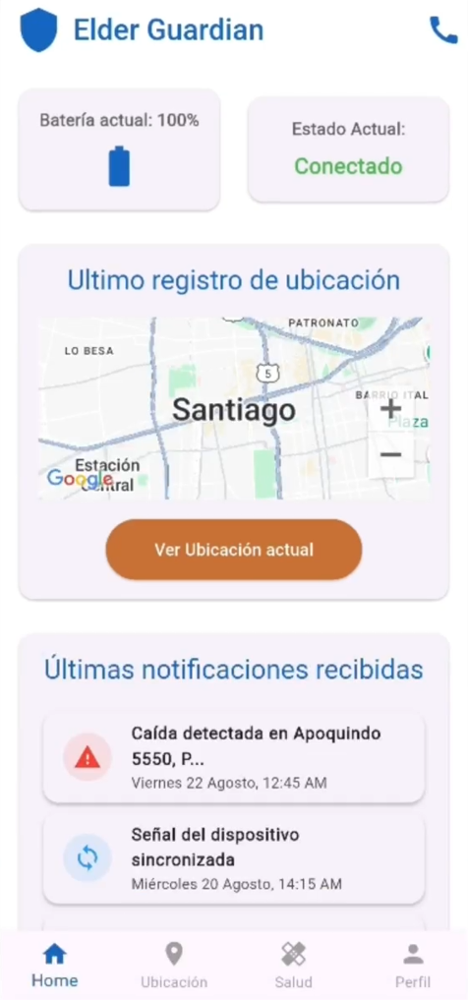 Elder Guardian
Batería actual: 100%
Estado Actual:
Conectado
Ultimo registro de ubicación
PATRONATO
LO BESA
5
BARRIO ITAL
Santiago
+
Plaza
−
Estación
Google
tral
Ver Ubicación actual
Últimas notificaciones recibidas
Caída detectada en Apoquindo
5550, P...
Viernes 22 Agosto, 12:45 AM
Señal del dispositivo
sincronizada
Miércoles 20 Agosto, 14:15 AM
Home
Ubicación
Salud
Perfil